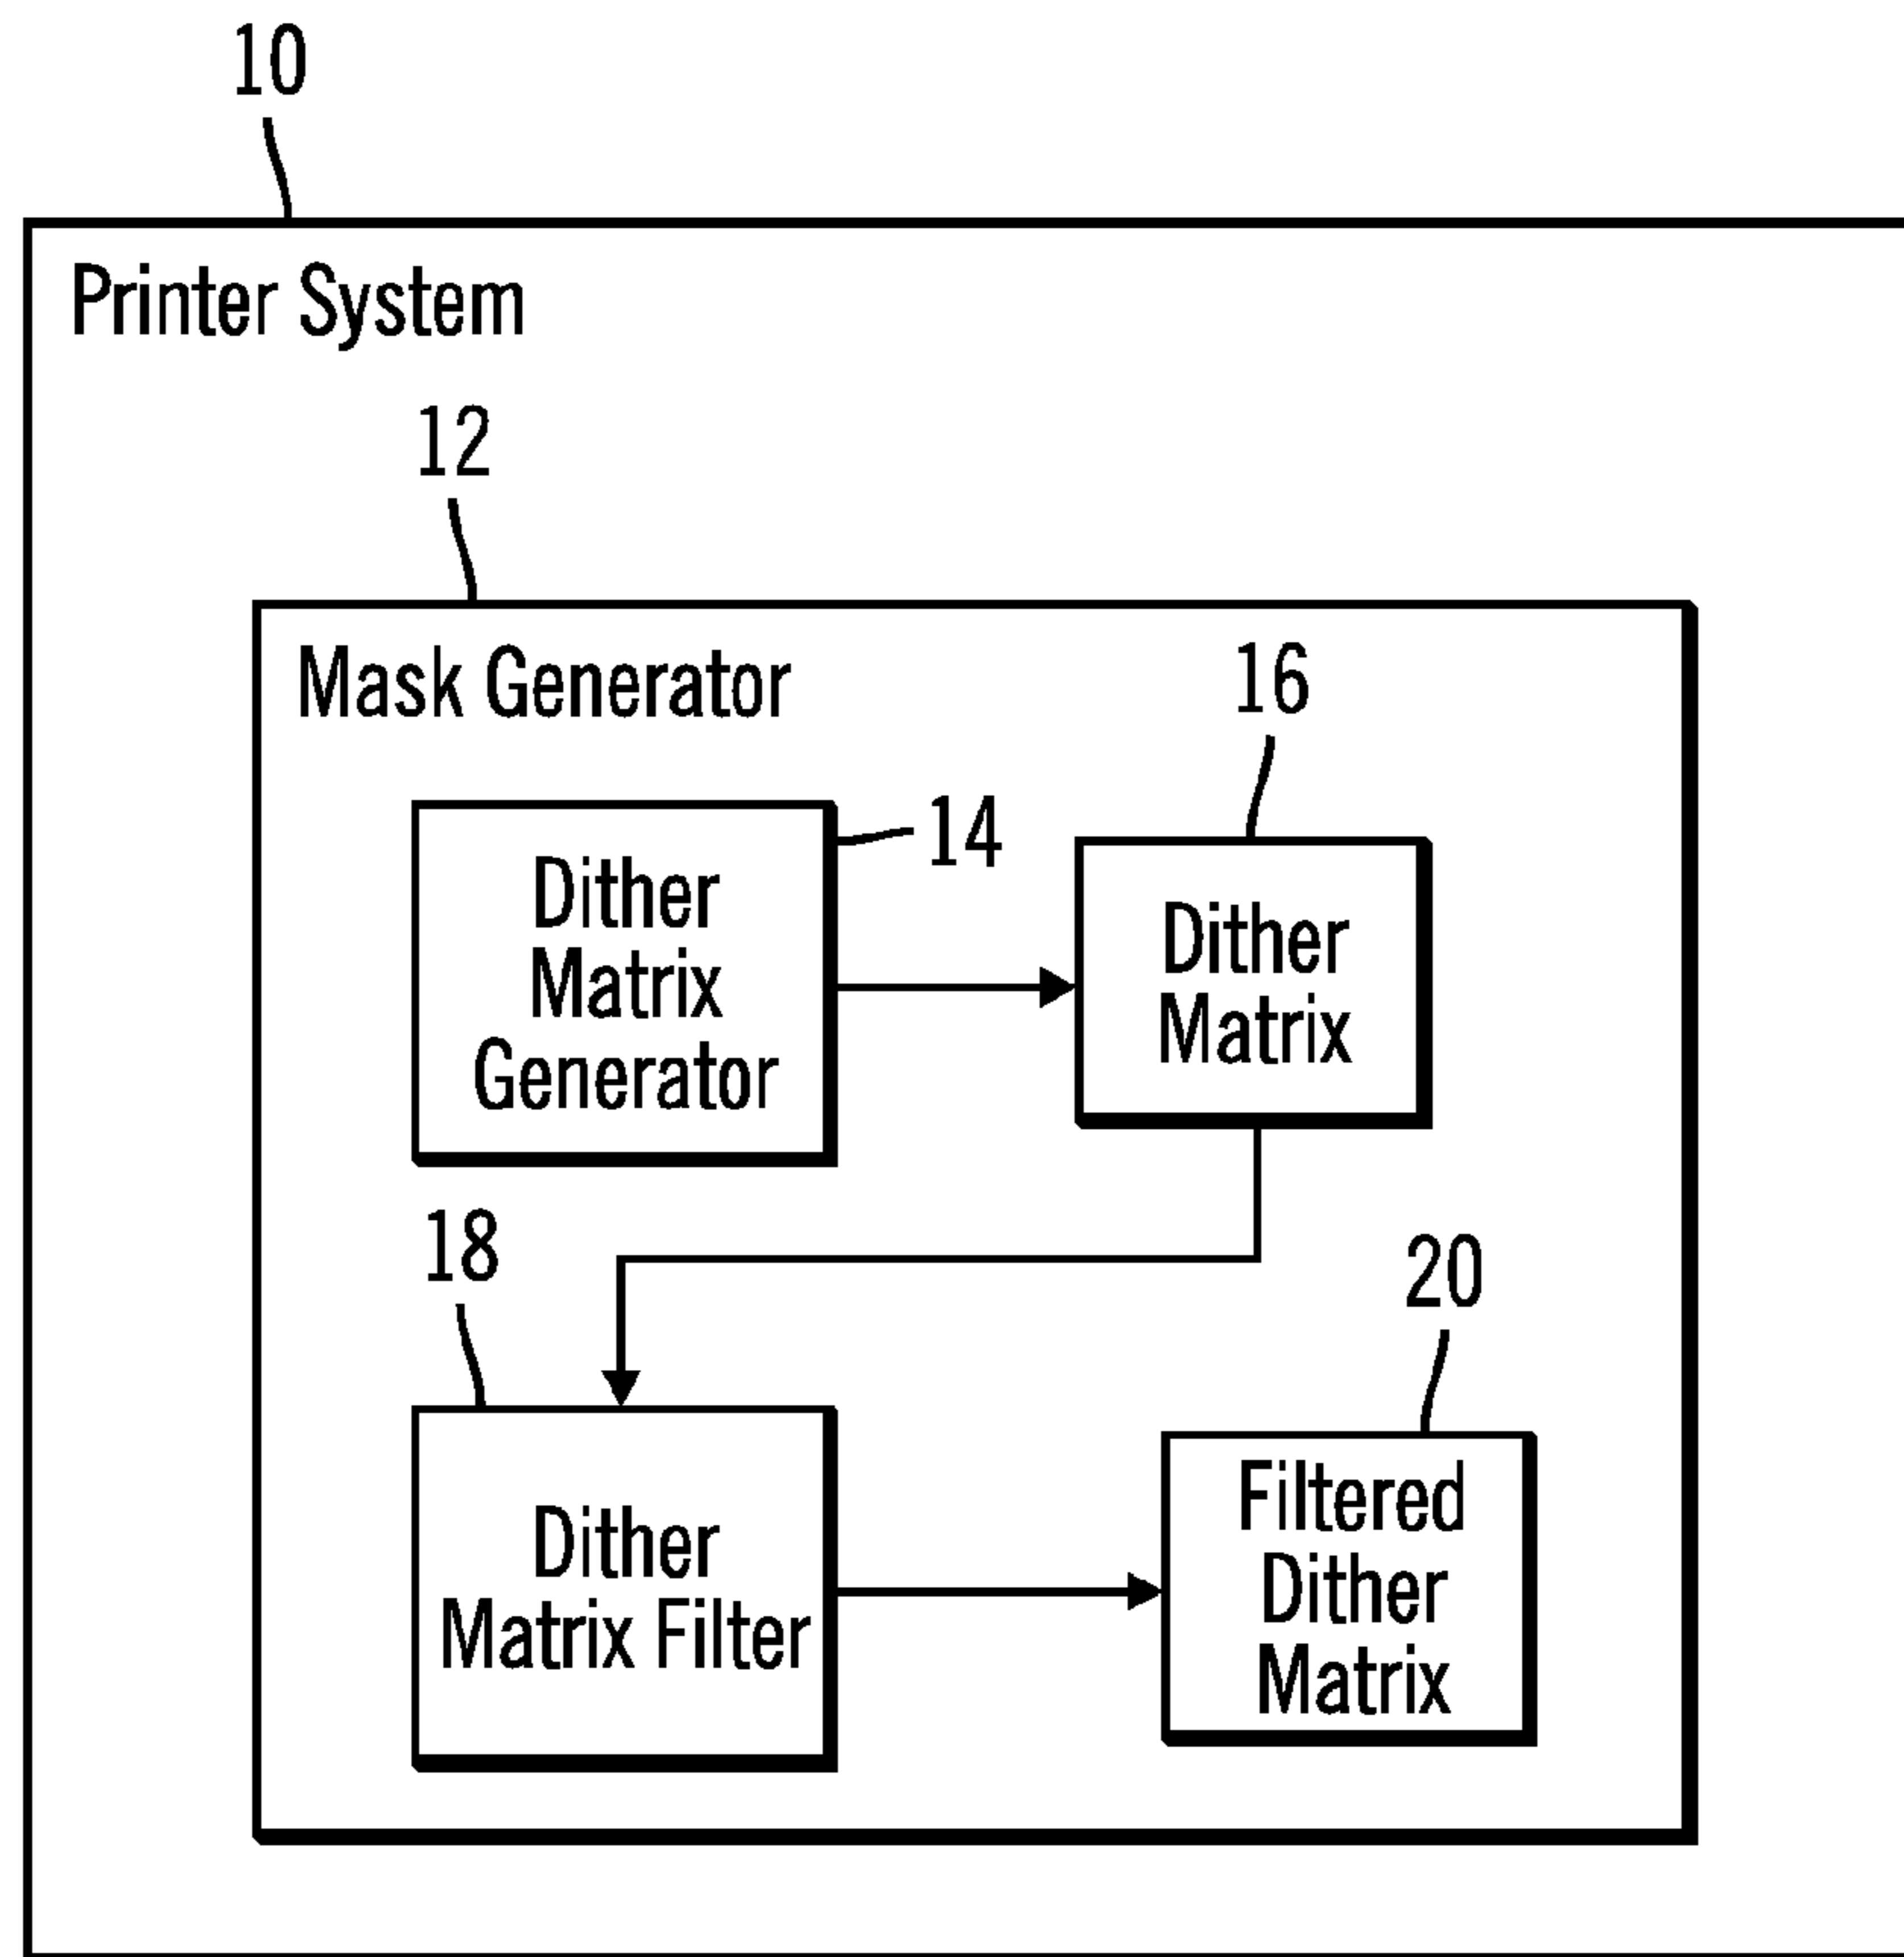 10
Printer System
12
Mask Generator
16
14
Dither
Matrix
Generator
Dither
Matrix
18
20
Dither
Matrix Filter
Filtered
Dither
Matrix